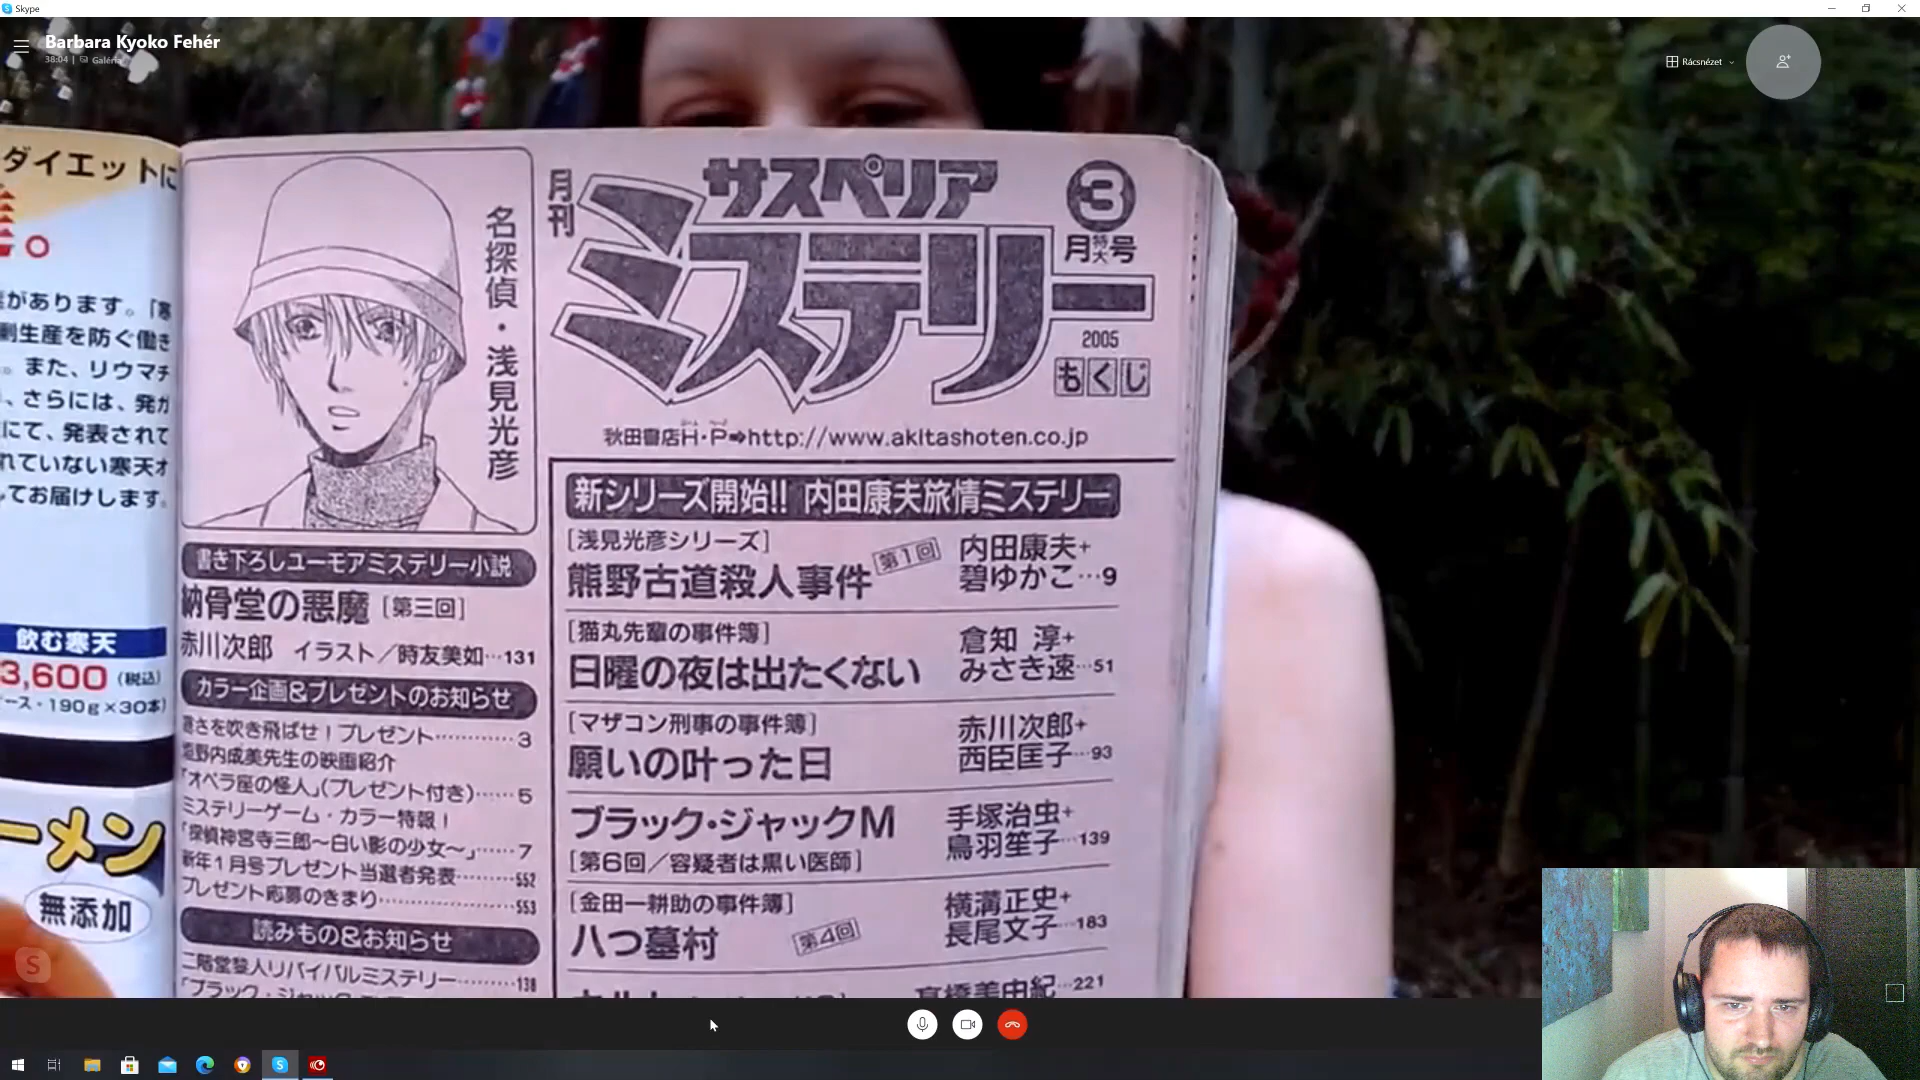 Skype
Barbara Kyoko Fehér
38:04 | Galéria
Rácsnézet
ダイエットに
があります。「寒
剰生産を防ぐ働き
。また、リウマチ
、さらには、発が
にて、発表されて
れていない寒天オ
てお届けします。
飲む寒天
3,600（税込）
ース・190g×30本）
ーメン
無添加
名探偵・浅見光彦
書き下ろしユーモアミステリー小説
納骨堂の悪魔［第三回］
赤川次郎 イラスト／時友美如…131
カラー企画&プレゼントのお知らせ
寒さを吹き飛ばせ！プレゼント…………3
垣野内成美先生の映画紹介
「オペラ座の怪人」（プレゼント付き）……5
ミステリーゲーム・カラー特報！
「探偵神宮寺三郎～白い影の少女～」……7
新年1月号プレゼント当選者発表………552
プレゼント応募のきまり………………553
読みもの&お知らせ
二階堂黎人リバイバルミステリー………138
月刊
サスペリア
ミステリー
3
月特大号
2005
もくじ
秋田書店H・P➡http://www.akitashoten.co.jp
新シリーズ開始!! 内田康夫旅情ミステリー
［浅見光彦シリーズ］
熊野古道殺人事件 第1回
内田康夫+
碧ゆかこ…9
［猫丸先輩の事件簿］
日曜の夜は出たくない
倉知 淳+
みさき速…51
［マザコン刑事の事件簿］
願いの叶った日
赤川次郎+
西臣匡子…93
ブラック・ジャックM
［第6回／容疑者は黒い医師］
手塚治虫+
鳥羽笙子…139
［金田一耕助の事件簿］
八つ墓村 第4回
横溝正史+
長尾文子…183
高橋美由紀…221